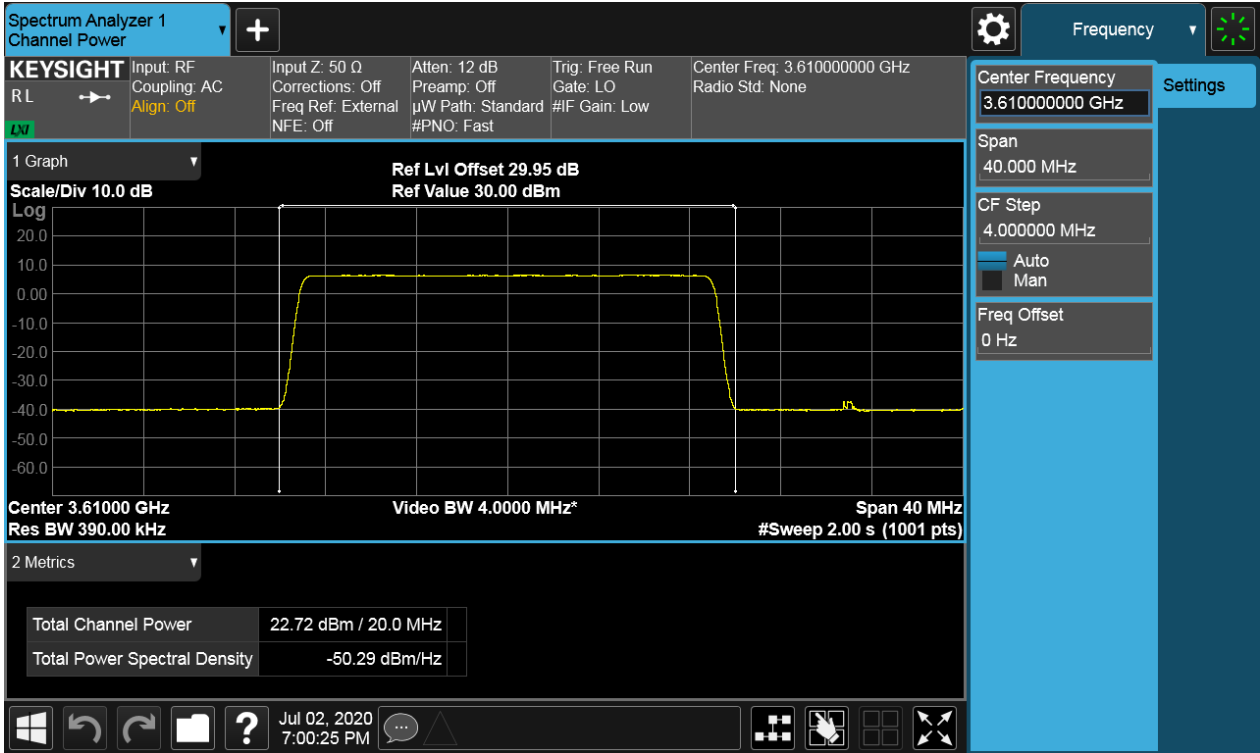 Spectrum Analyzer 1
Channel Power
Frequency
KEYSIGHT
RL
LXI
Input: RF
Coupling: AC
Align: Off
Input Z: 50 Ω
Corrections: Off
Freq Ref: External
NFE: Off
Atten: 12 dB
Preamp: Off
µW Path: Standard
#PNO: Fast
Trig: Free Run
Gate: LO
#IF Gain: Low
Center Freq: 3.610000000 GHz
Radio Std: None
Center Frequency
3.610000000 GHz
Settings
Span
40.000 MHz
CF Step
4.000000 MHz
Auto
Man
Freq Offset
0 Hz
1 Graph
Scale/Div 10.0 dB
Ref Lvl Offset 29.95 dB
Ref Value 30.00 dBm
Log
20.0
10.0
0.00
-10.0
-20.0
-30.0
-40.0
-50.0
-60.0
Center 3.61000 GHz
Video BW 4.0000 MHz*
Span 40 MHz
Res BW 390.00 kHz
#Sweep 2.00 s (1001 pts)
2 Metrics
Total Channel Power 22.72 dBm / 20.0 MHz
Total Power Spectral Density -50.29 dBm/Hz
?
Jul 02, 2020
7:00:25 PM